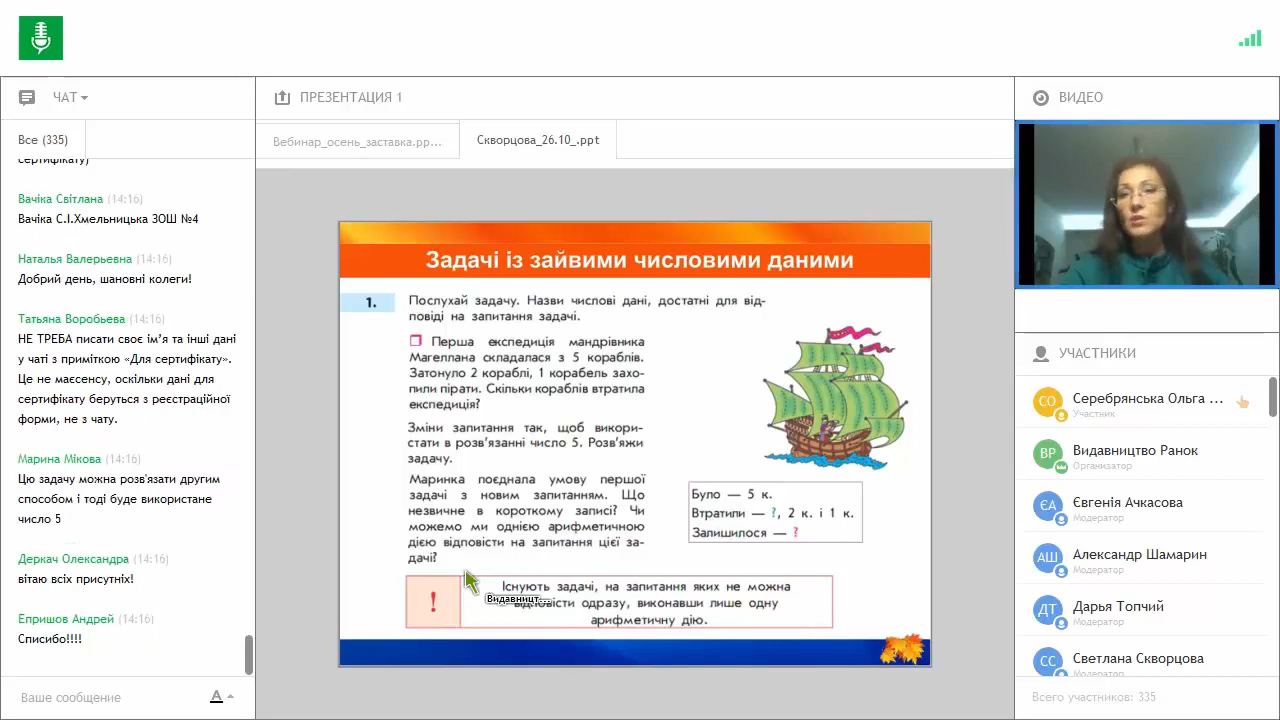 ЧАТ
Все (335)
сертифікату)
Вачіка Світлана (14:16)
Вачіка С.І.Хмельницька ЗОШ №4
Наталья Валерьевна (14:16)
Добрий день, шановні колеги!
Татьяна Воробьева (14:16)
НЕ ТРЕБА писати своє ім’я та інші дані
у чаті з приміткою «Для сертифікату».
Це не має сенсу, оскільки дані для
сертифікату беруться з реєстраційної
форми, не з чату.
Марина Мікова (14:16)
Цю задачу можна розв'язати другим
способом і тоді буде використане
число 5
Деркач Олександра (14:16)
вітаю всіх присутніх!
Епришов Андрей (14:16)
Списибо!!!!
Ваше сообщение
A
ПРЕЗЕНТАЦИЯ 1
Вебинар_осень_заставка.pp...
Скворцова_26.10_.ppt
Задачі із зайвими числовими даними
1.
Послухай задачу. Назви числові дані, достатні для від-
повіді на запитання задачі.
Перша експедиція мандрівника
Магеллана складалася з 5 кораблів.
Затонуло 2 кораблі, 1 корабель захо-
пили пірати. Скільки кораблів втратила
експедиція?
Зміни запитання так, щоб викори-
стати в розв’язанні число 5. Розв’яжи
задачу.
Маринка поєднала умову першої
задачі з новим запитанням. Що
незвичне в короткому записі? Чи
можемо ми однією арифметичною
дією відповісти на запитання цієї за-
дачі?
Було — 5 к.
Втратили — ?, 2 к. і 1 к.
Залишилося — ?
!
Існують задачі, на запитання яких не можна
відповісти одразу, виконавши лише одну
арифметичну дію.
Видавницт...
ВИДЕО
УЧАСТНИКИ
СО
Серебрянська Ольга ...
Участник
ВР
Видавництво Ранок
Организатор
ЄА
Євгенія Ачкасова
Модератор
АШ
Александр Шамарин
Модератор
ДТ
Дарья Топчий
Модератор
СС
Светлана Скворцова
Модератор
Всего участников: 335